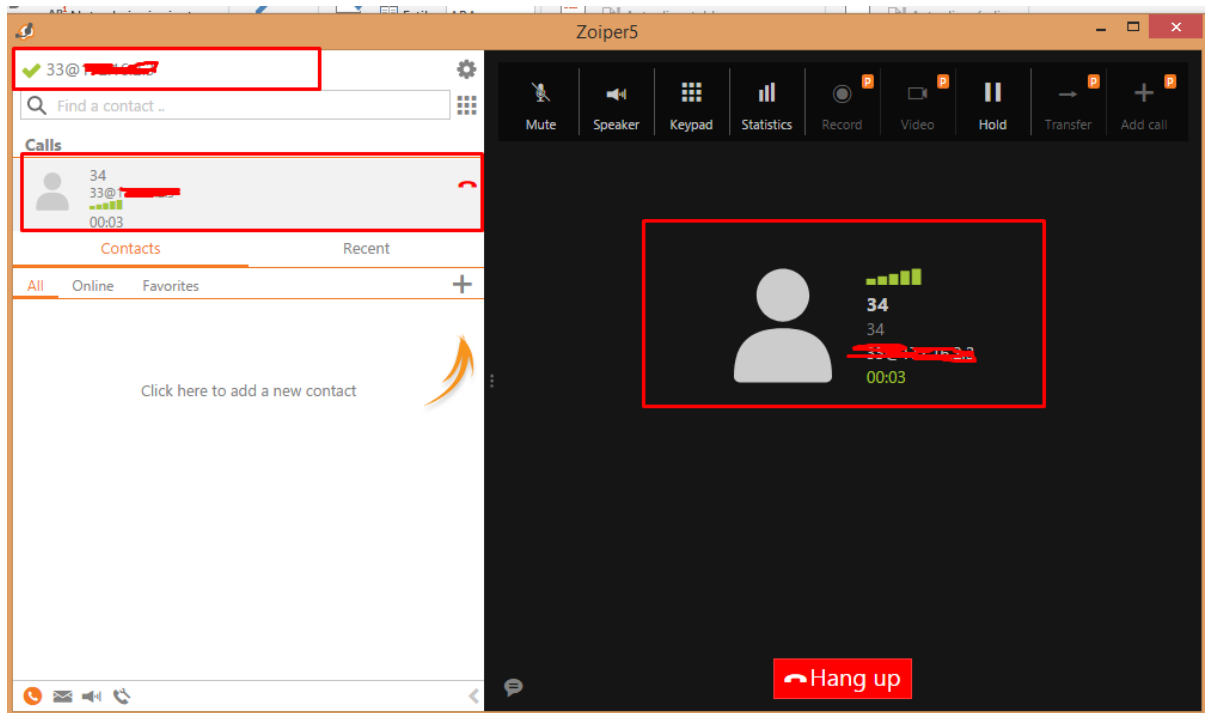 Zoiper5
33@
Find a contact ..
Calls
34
33@1
00:03
Contacts
Recent
All
Online
Favorites
Click here to add a new contact
Mute
Speaker
Keypad
Statistics
Record
P
Video
P
Hold
Transfer
P
Add call
P
34
34
00:03
Hang up